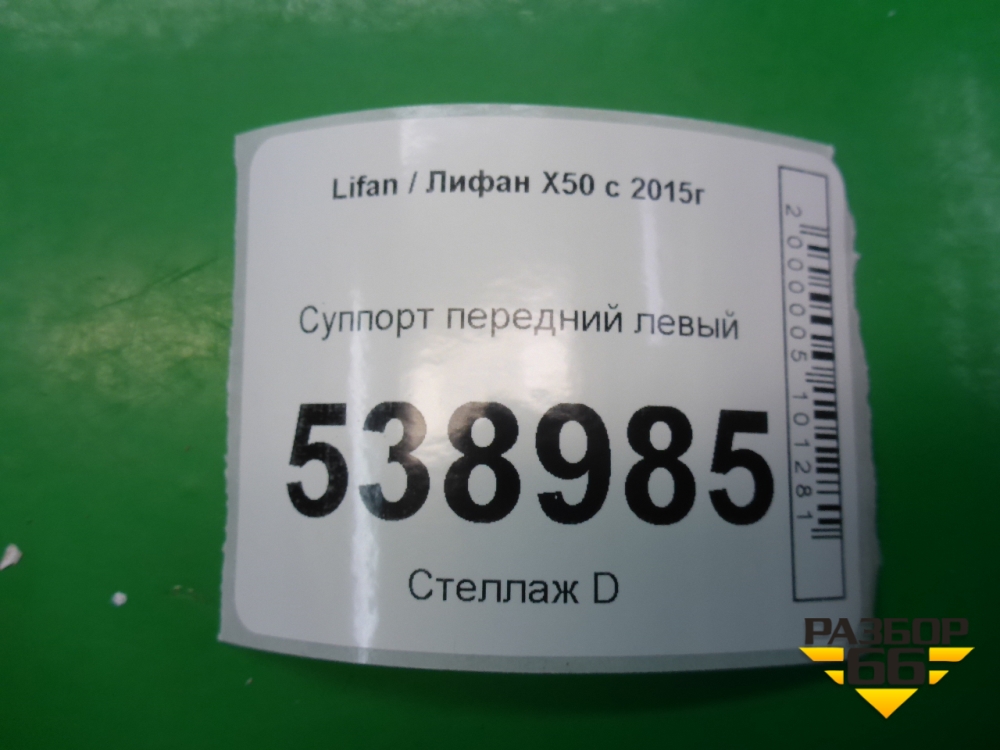 Lifan / Лифан X50 с 2015г
Суппорт передний левый
538985
Стеллаж D
2000005101281
РАЗБОР
66